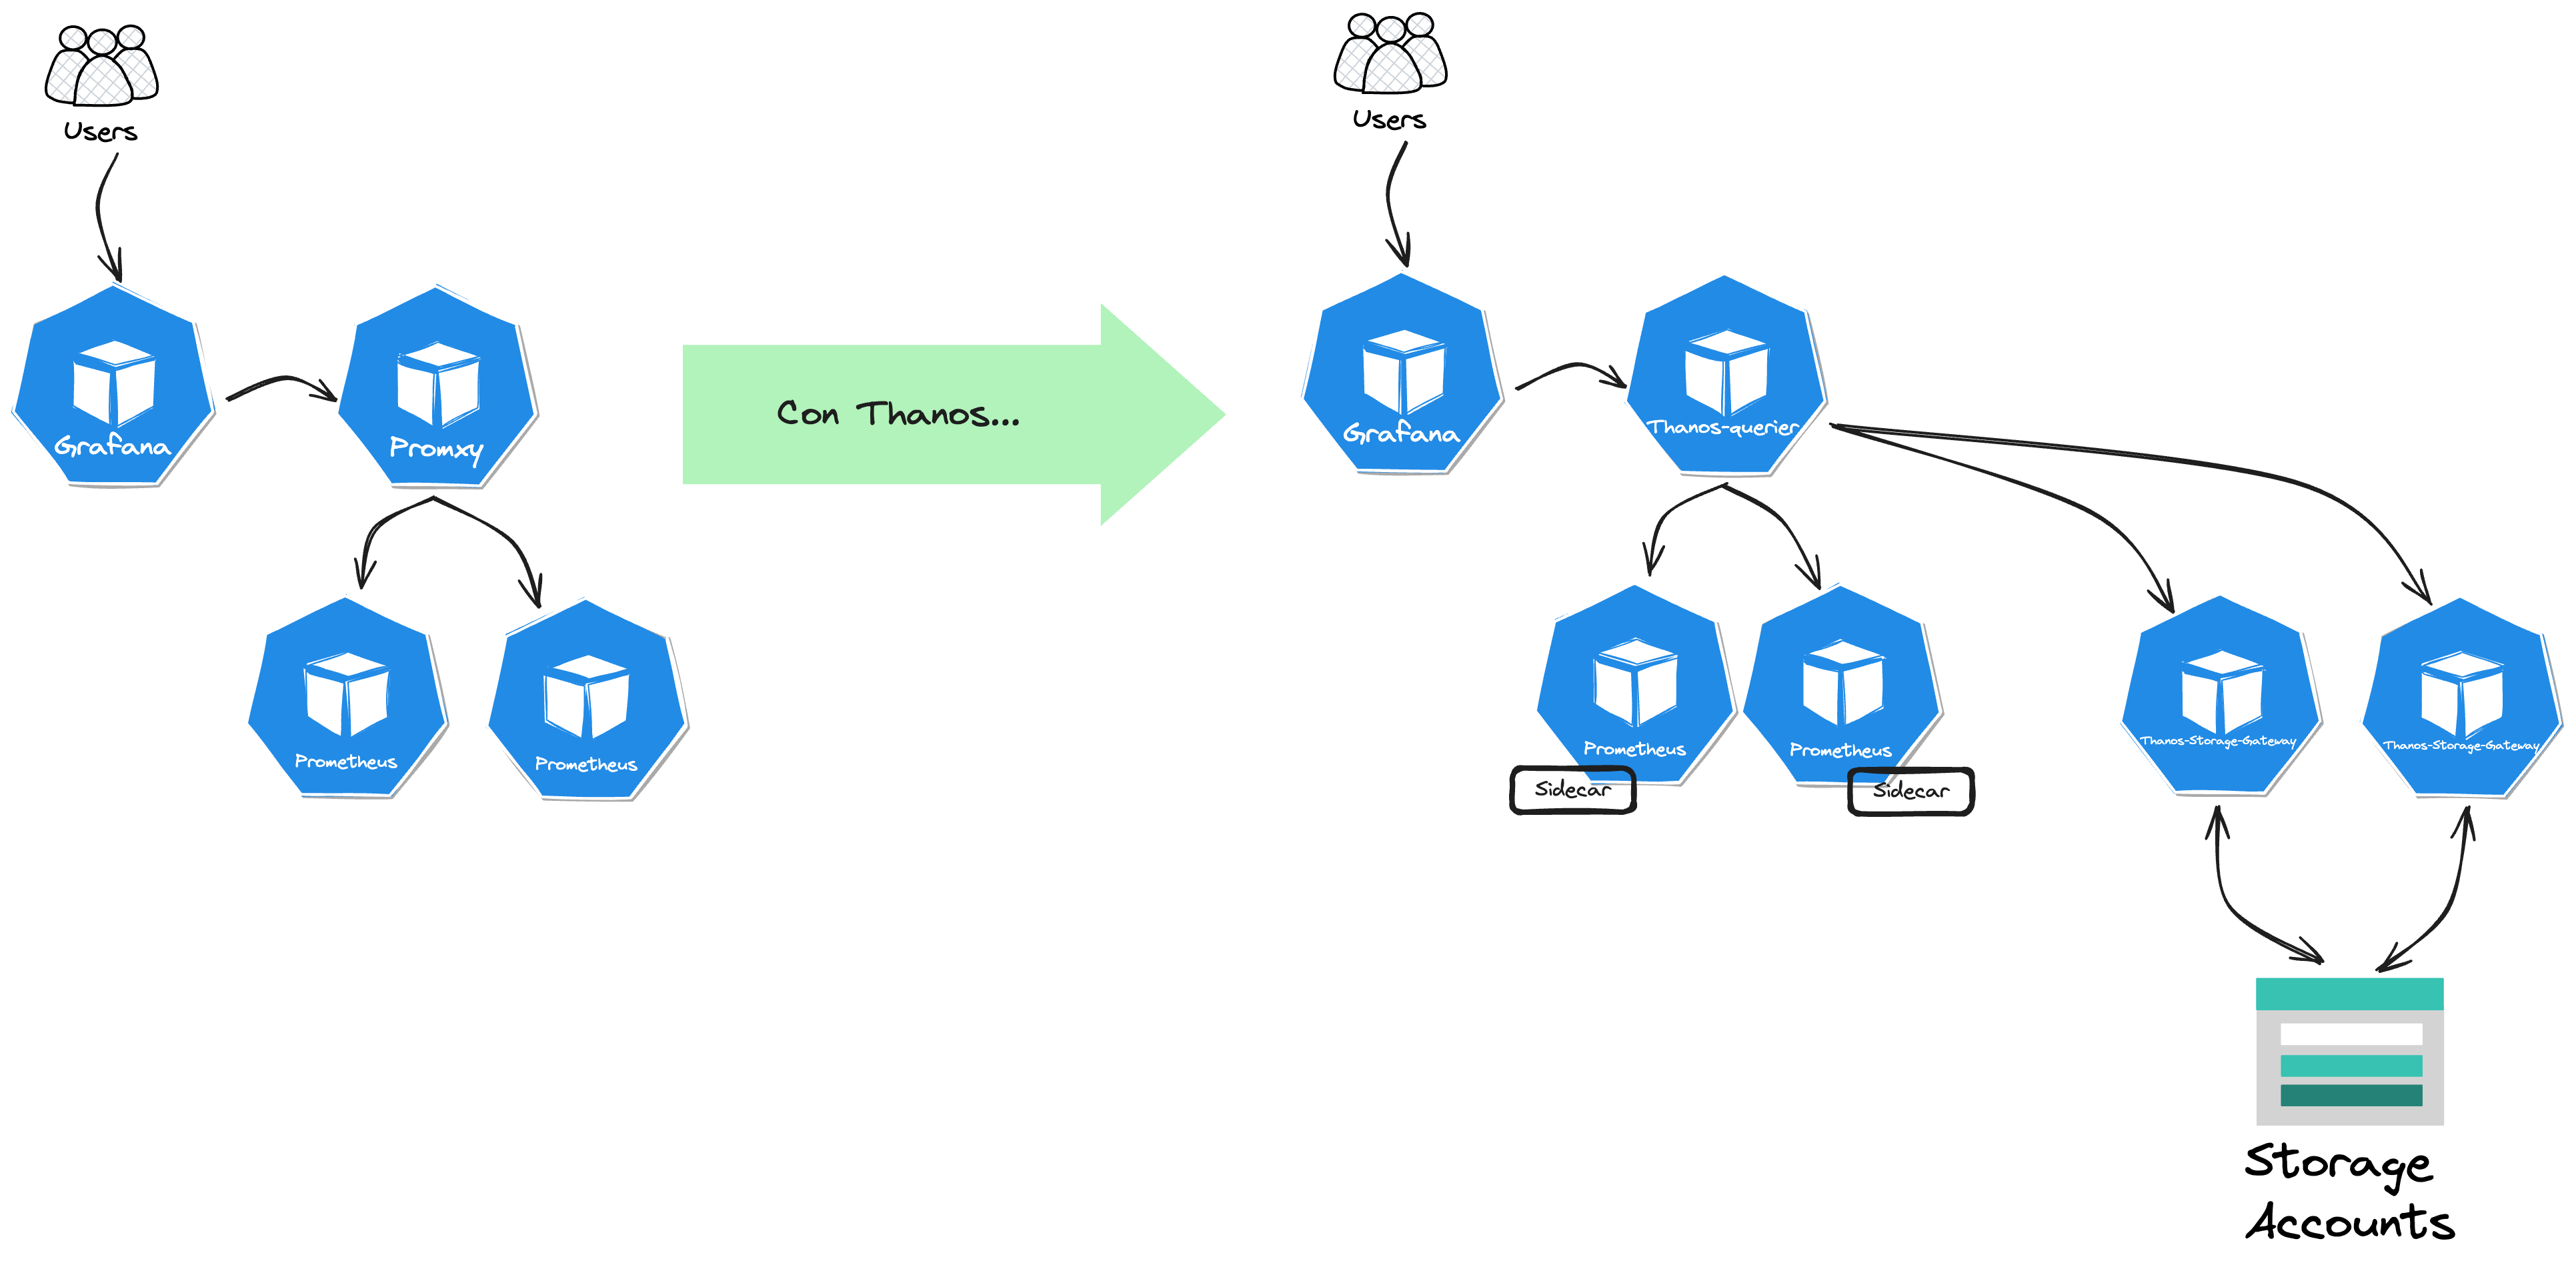 Users
Grafana
Promxy
Prometheus
Prometheus
Con Thanos...
Users
Grafana
Thanos-querier
Prometheus
Prometheus
Sidecar
Sidecar
Thanos-Storage-Gateway
Thanos-Storage-Gateway
Storage
Accounts